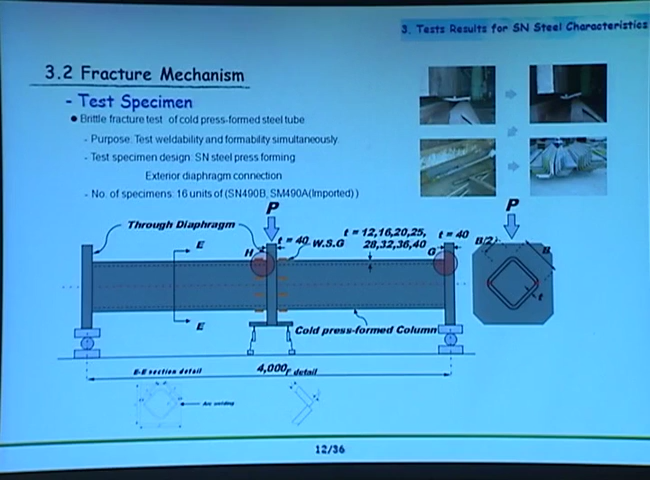 3. Tests Results for SN Steel Characteristics
3.2 Fracture Mechanism
- Test Specimen
● Brittle fracture test of cold press-formed steel tube
- Purpose: Test weldability and formability simultaneously.
- Test specimen design: SN steel press forming
Exterior diaphragm connection
- No. of specimens: 16 units of (SN490B, SM490A(Imported) )
P
P
Through Diaphragm
E
H
t = 40
W.S.G
t = 12,16,20,25,
28,32,36,40
t = 40
G
B/2
B
t
E
Cold press-formed Column
4,000
E-E section detail
F detail
Arc welding
12/36